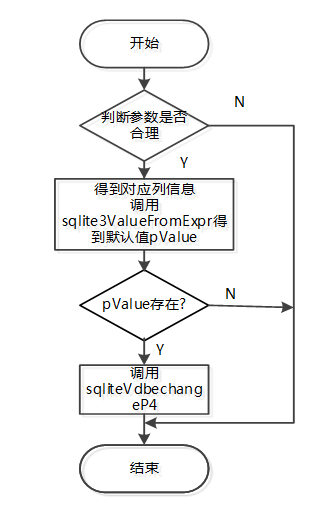 开始
判断参数是否
合理
N
Y
得到对应列信息
调用
sqlite3ValueFromExpr得
到默认值pValue
pValue存在?
N
Y
调用
sqliteVdbechang
eP4
结束